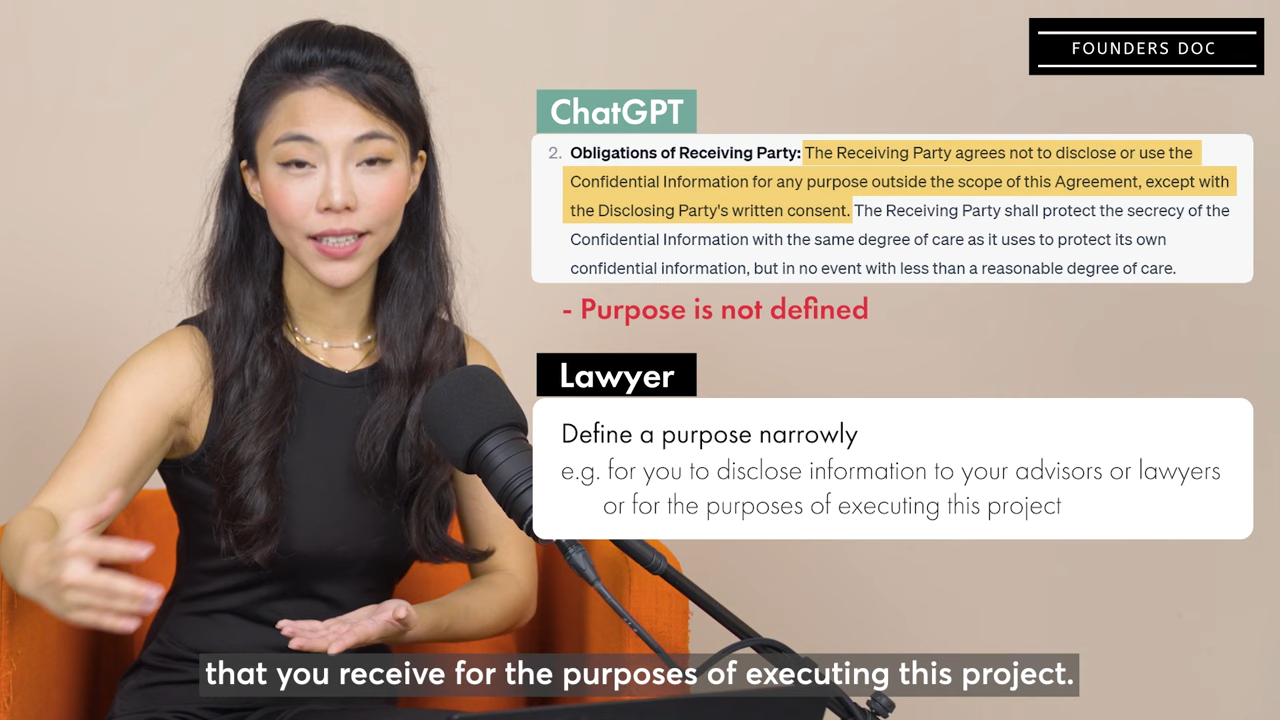 FOUNDERS DOC
ChatGPT
2. Obligations of Receiving Party: The Receiving Party agrees not to disclose or use the
Confidential Information for any purpose outside the scope of this Agreement, except with
the Disclosing Party's written consent. The Receiving Party shall protect the secrecy of the
Confidential Information with the same degree of care as it uses to protect its own
confidential information, but in no event with less than a reasonable degree of care.
- Purpose is not defined
Lawyer
Define a purpose narrowly
e.g. for you to disclose information to your advisors or lawyers
or for the purposes of executing this project
that you receive for the purposes of executing this project.